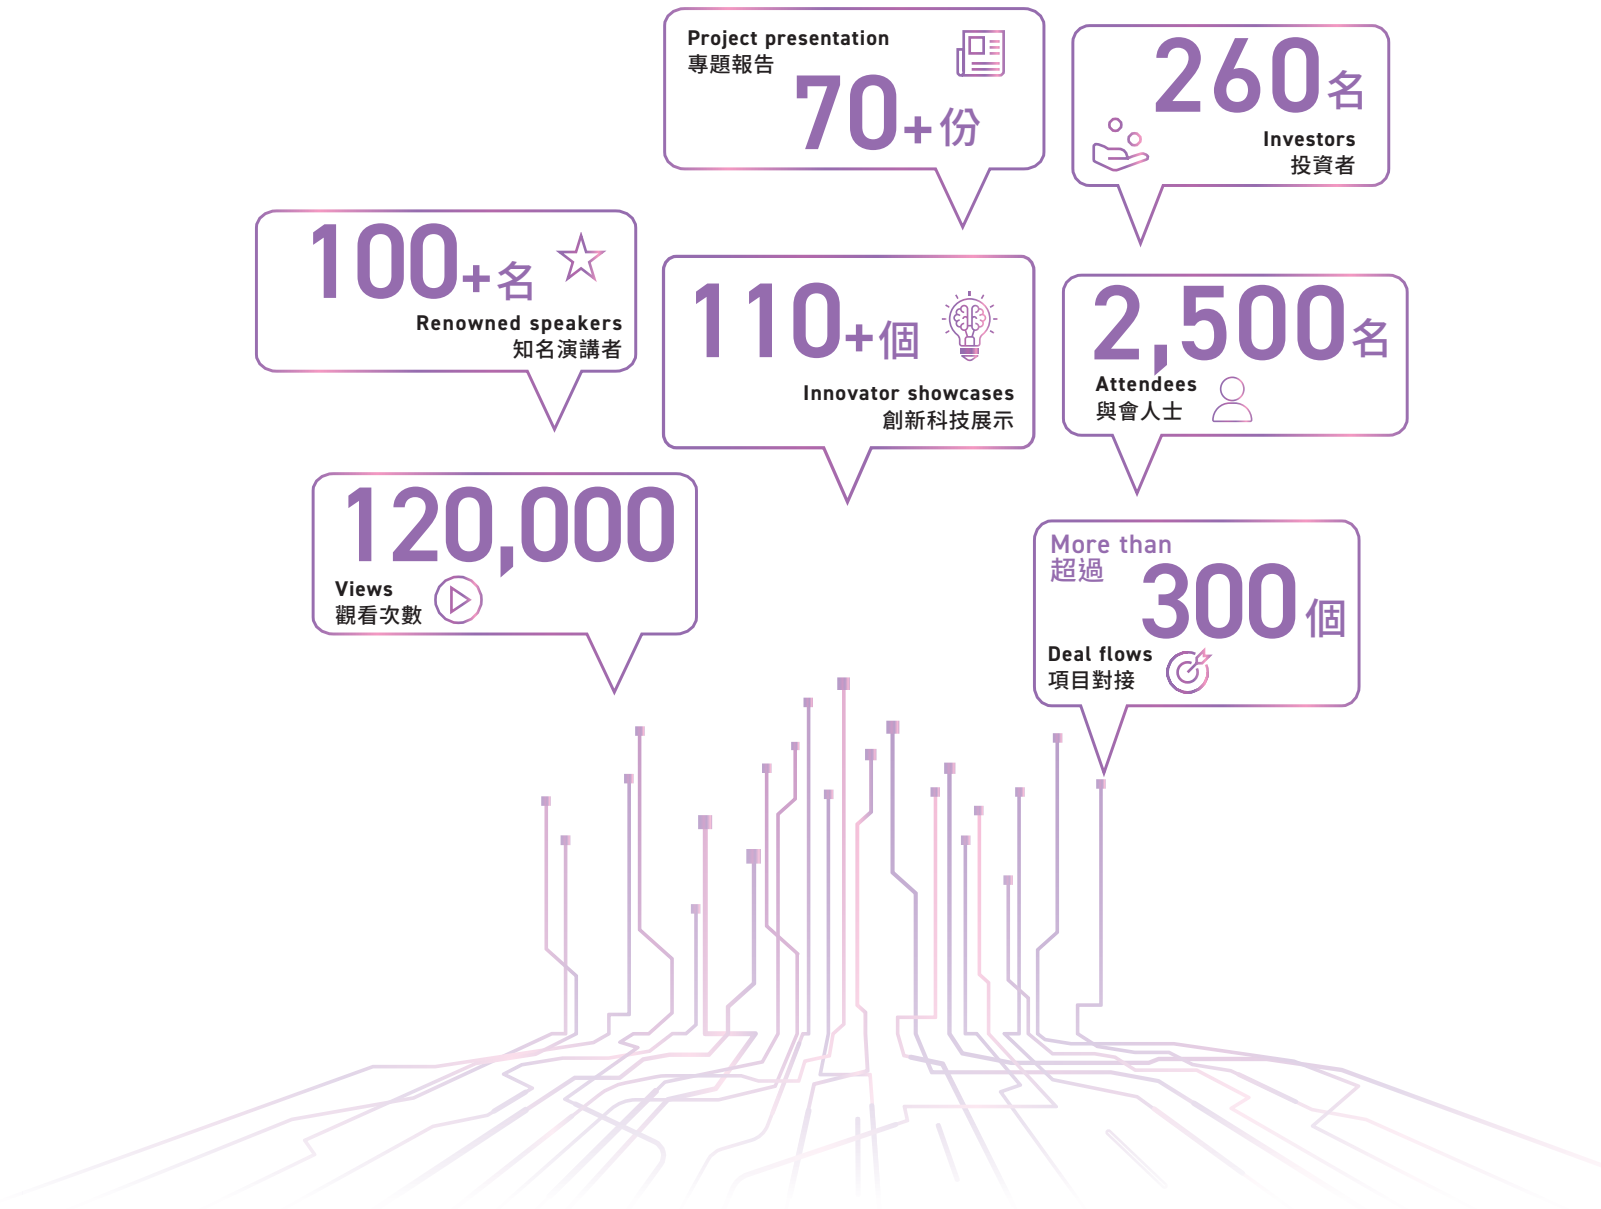 Project presentation
專題報告
70+份
260名
Investors
投資者
100+名
Renowned speakers
知名演講者
110+個
Innovator showcases
創新科技展示
2,500名
Attendees
與會人士
120,000
Views
觀看次數
More than
超過
300個
Deal flows
項目對接